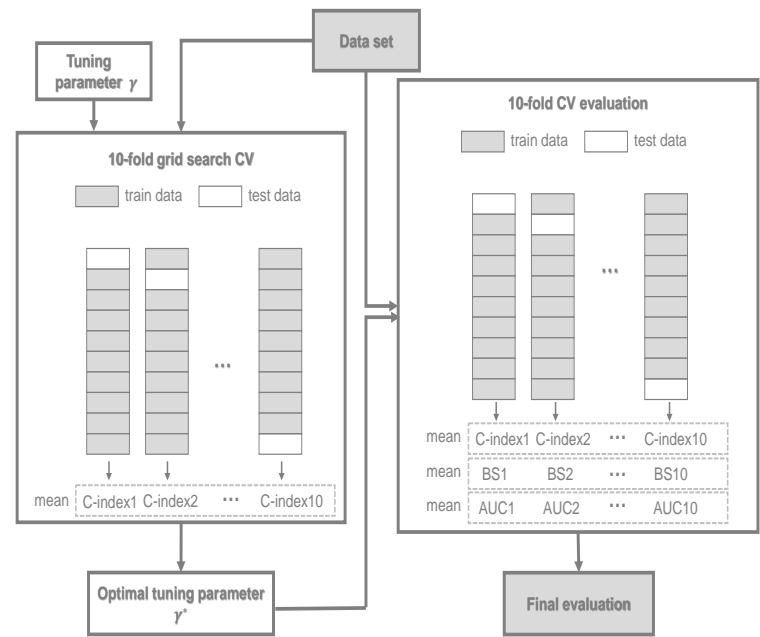 Data set
Tuning
parameter γ
10-fold grid search CV
train data
test data
...
mean
C-index1 C-index2 ... C-index10
Optimal tuning parameter
γ*
10-fold CV evaluation
train data
test data
...
mean C-index1 C-index2 ... C-index10
mean BS1 BS2 ... BS10
mean AUC1 AUC2 ... AUC10
Final evaluation